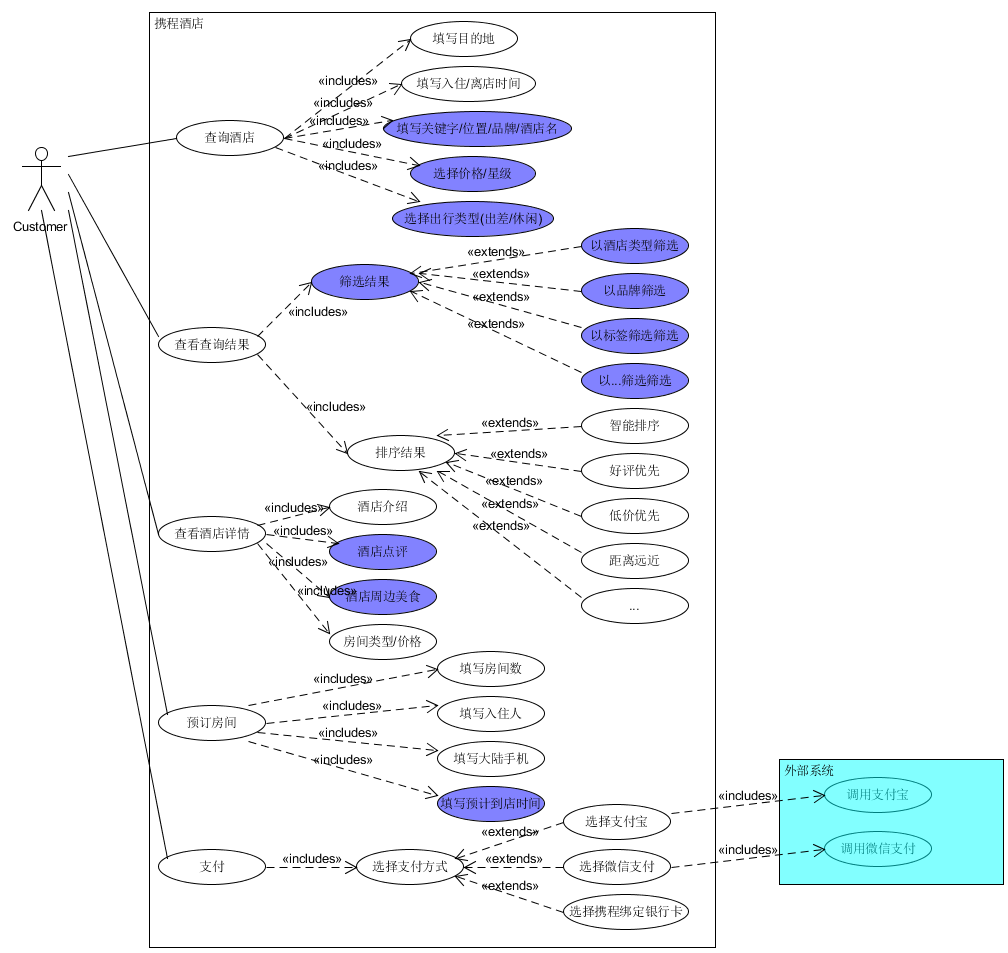 携程酒店
填写目的地
«includes»
填写入住/离店时间
«includes»
填写关键字/位置/品牌/酒店名
«includes»
查询酒店
«includes»
选择价格/星级
«includes»
选择出行类型(出差/休闲)
Customer
以酒店类型筛选
«extends»
筛选结果
«extends»
以品牌筛选
«extends»
«includes»
以标签筛选筛选
«extends»
查看查询结果
以...筛选筛选
«includes»
智能排序
«extends»
排序结果
«extends»
好评优先
«extends»
低价优先
«extends»
«extends»
距离远近
...
酒店介绍
«includes»
查看酒店详情
«includes»
酒店点评
«includes»
«includes»
酒店周边美食
房间类型/价格
填写房间数
«includes»
«includes»
填写入住人
预订房间
«includes»
填写大陆手机
«includes»
填写预计到店时间
外部系统
«includes»
调用支付宝
选择支付宝
«extends»
«includes»
调用微信支付
支付
«includes»
选择支付方式
«extends»
选择微信支付
«extends»
选择携程绑定银行卡